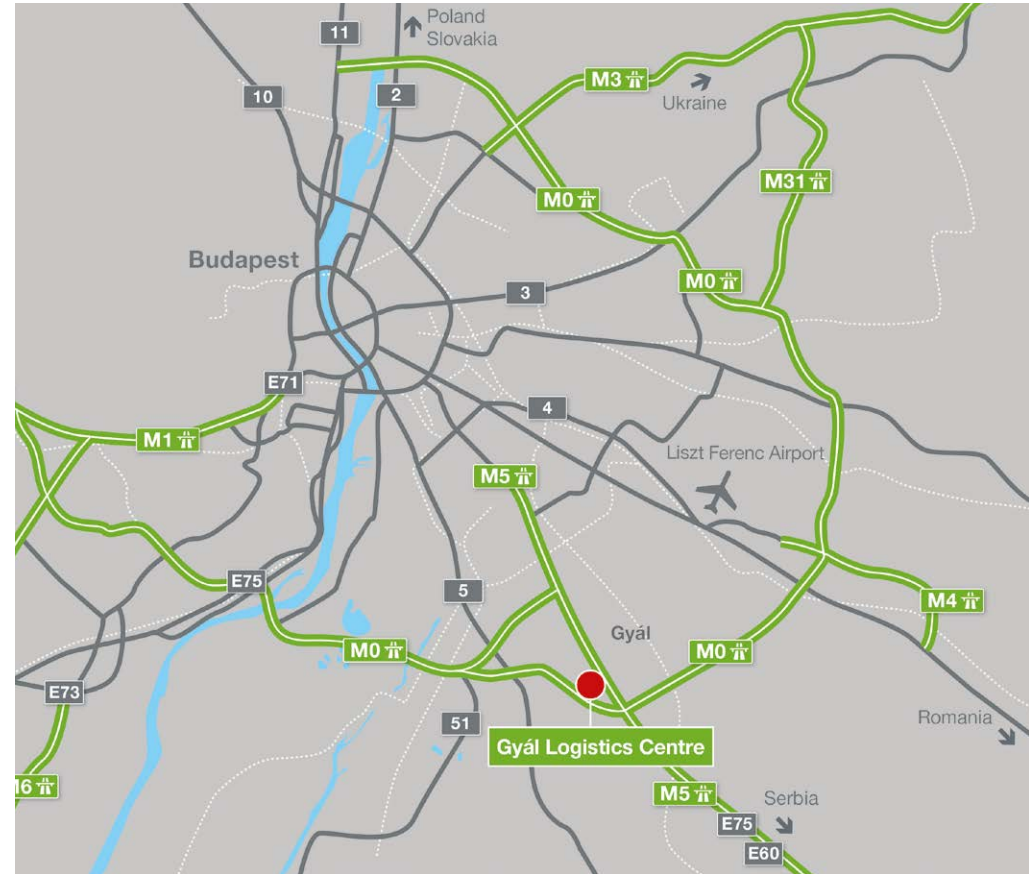 Poland
Slovakia
11
10
2
M3
Ukraine
M31
M0
Budapest
M0
3
E71
4
M1
Liszt Ferenc Airport
M5
E75
5
M4
Gyál
M0
M0
E73
51
Romania
Gyál Logistics Centre
M6
M5
Serbia
E75
E60